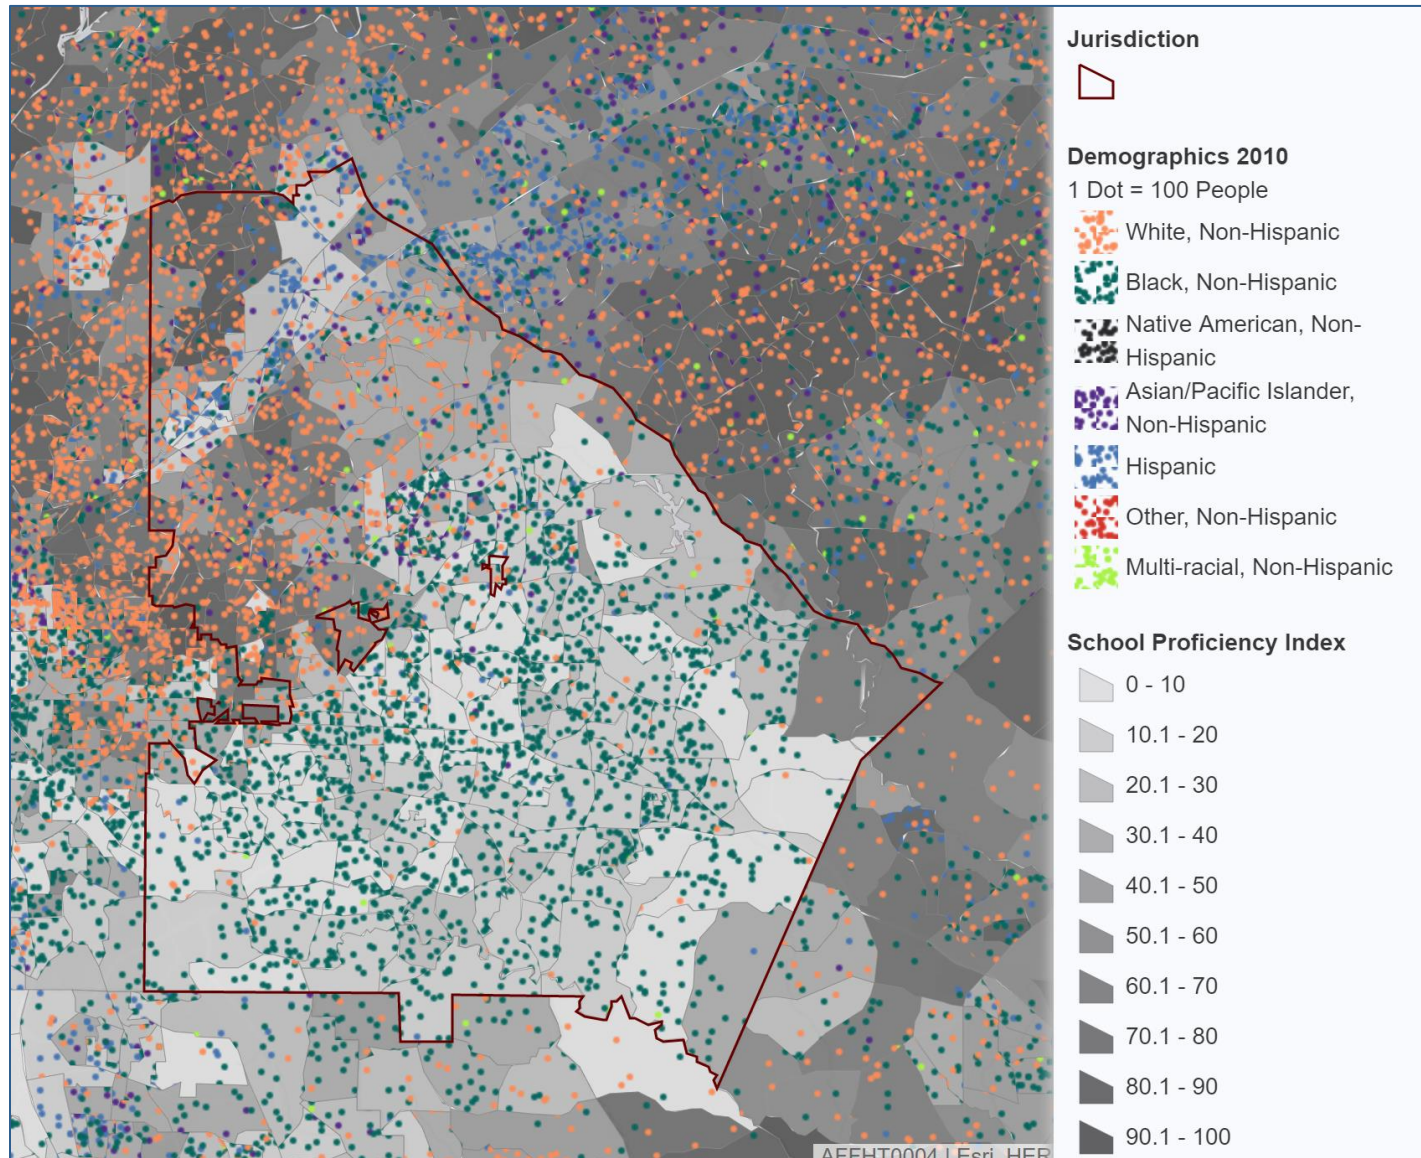 Jurisdiction
Demographics 2010
1 Dot = 100 People
White, Non-Hispanic
Black, Non-Hispanic
Native American, Non-
Hispanic
Asian/Pacific Islander,
Non-Hispanic
Hispanic
Other, Non-Hispanic
Multi-racial, Non-Hispanic
School Proficiency Index
0 - 10
10.1 - 20
20.1 - 30
30.1 - 40
40.1 - 50
50.1 - 60
60.1 - 70
70.1 - 80
80.1 - 90
90.1 - 100
AFFHT0004 | Esri, HER